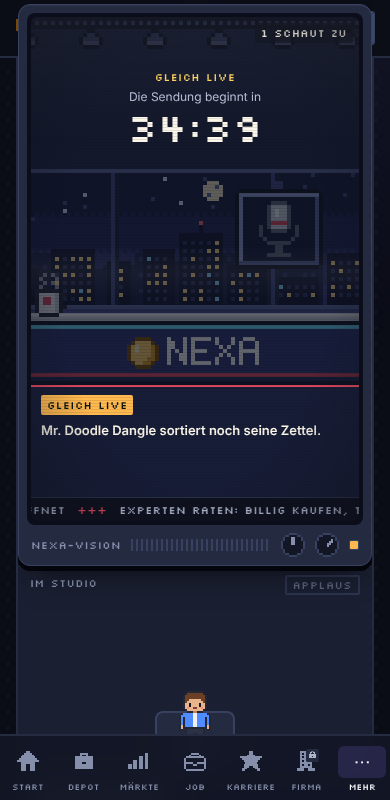 1 SCHAUT ZU
GLEICH LIVE
Die Sendung beginnt in
34:39
NEXA
GLEICH LIVE
Mr. Doodle Dangle sortiert noch seine Zettel.
FFNET +++ EXPERTEN RATEN: BILLIG KAUFEN,
NEXA-VISION
IM STUDIO
APPLAUS
START
DEPOT
MÄRKTE
JOB
KARRIERE
FIRMA
MEHR